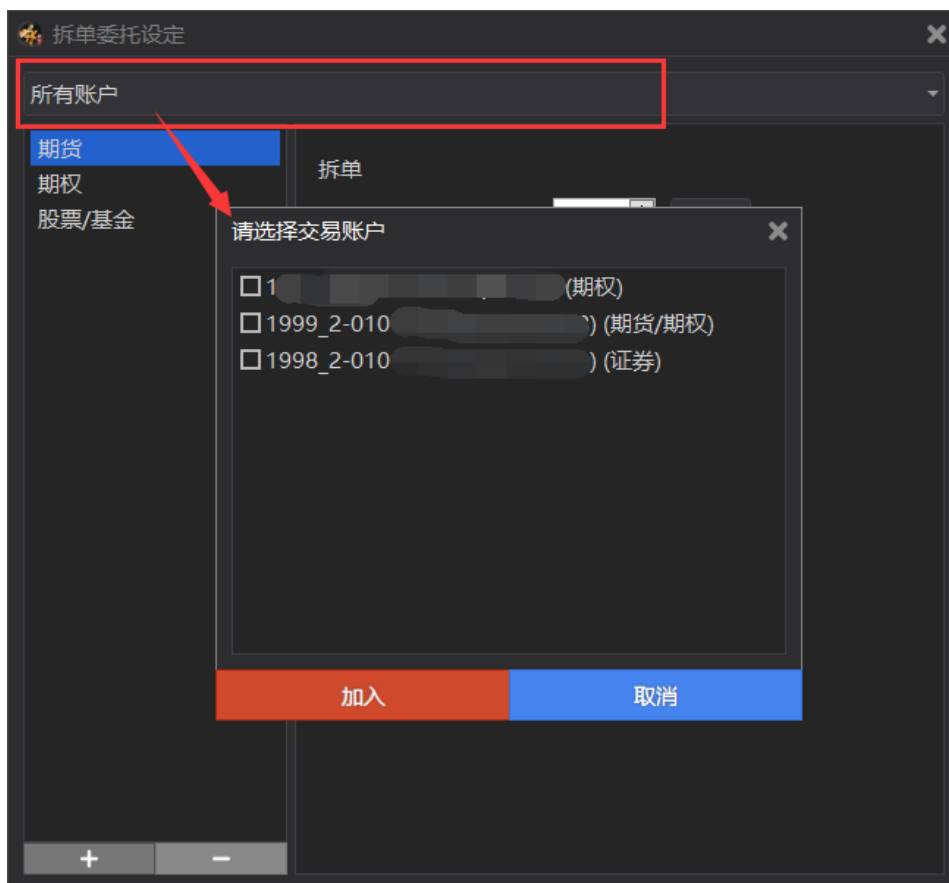 拆单委托设定
所有账户
期货
期权
股票/基金
拆单
请选择交易账户
1 (期权)
1999_2-010 ) (期货/期权)
1998_2-010 ) (证券)
加入
取消
+
−